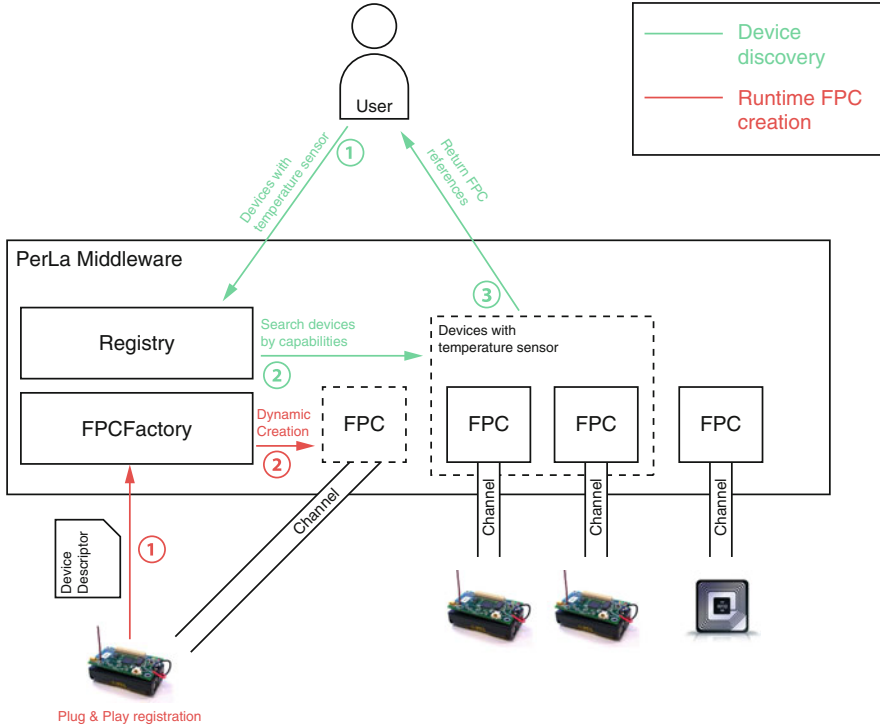 Device
discovery
Runtime FPC
creation
User
1
Devices with
temperature sensor
Return FPC
references
PerLa Middleware
3
Registry
Search devices
by capabilities
2
Devices with
temperature sensor
FPCFactory
Dynamic
Creation
2
FPC
FPC
FPC
FPC
Channel
Channel
Channel
Channel
Device
Descriptor
1
Plug & Play registration